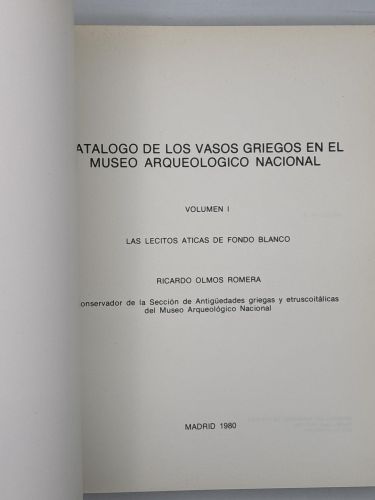 ATALOGO DE LOS VASOS GRIEGOS EN EL
MUSEO ARQUEOLOGICO NACIONAL
VOLUMEN I
LAS LECITOS ATICAS DE FONDO BLANCO
RICARDO OLMOS ROMERA
onservador de la Sección de Antigüedades griegas y etruscoitálicas
del Museo Arqueológico Nacional
MADRID 1980